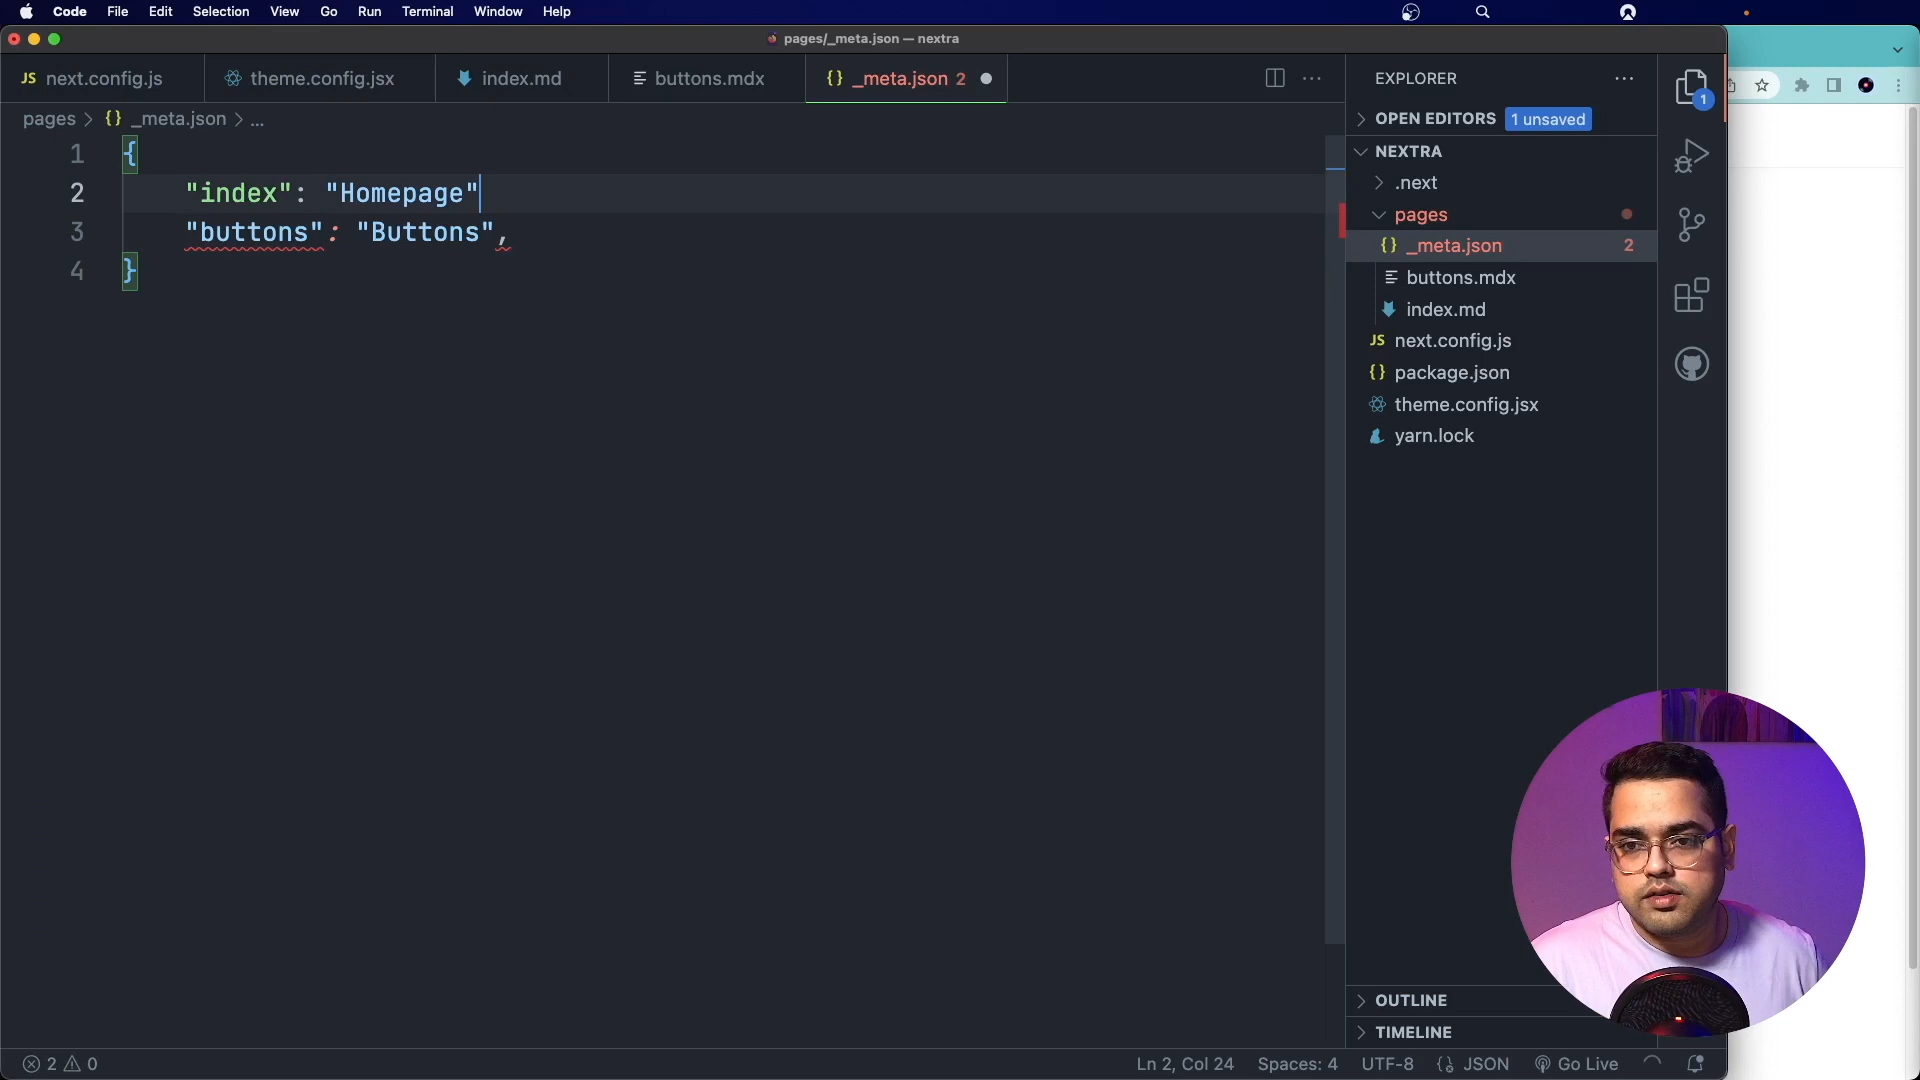 Code File Edit Selection View Go Run Terminal Window Help
pages/_meta.json — nextra
JS next.config.js
theme.config.jsx
index.md
buttons.mdx
{} _meta.json 2
pages > {} _meta.json > ...
1 {
2 "index": "Homepage"
3 "buttons": "Buttons",
4 }
EXPLORER
OPEN EDITORS 1 unsaved
NEXTRA
.next
pages
{} _meta.json 2
buttons.mdx
index.md
JS next.config.js
{} package.json
theme.config.jsx
yarn.lock
OUTLINE
TIMELINE
1
2 0
Ln 2, Col 24 Spaces: 4 UTF-8 {} JSON Go Live